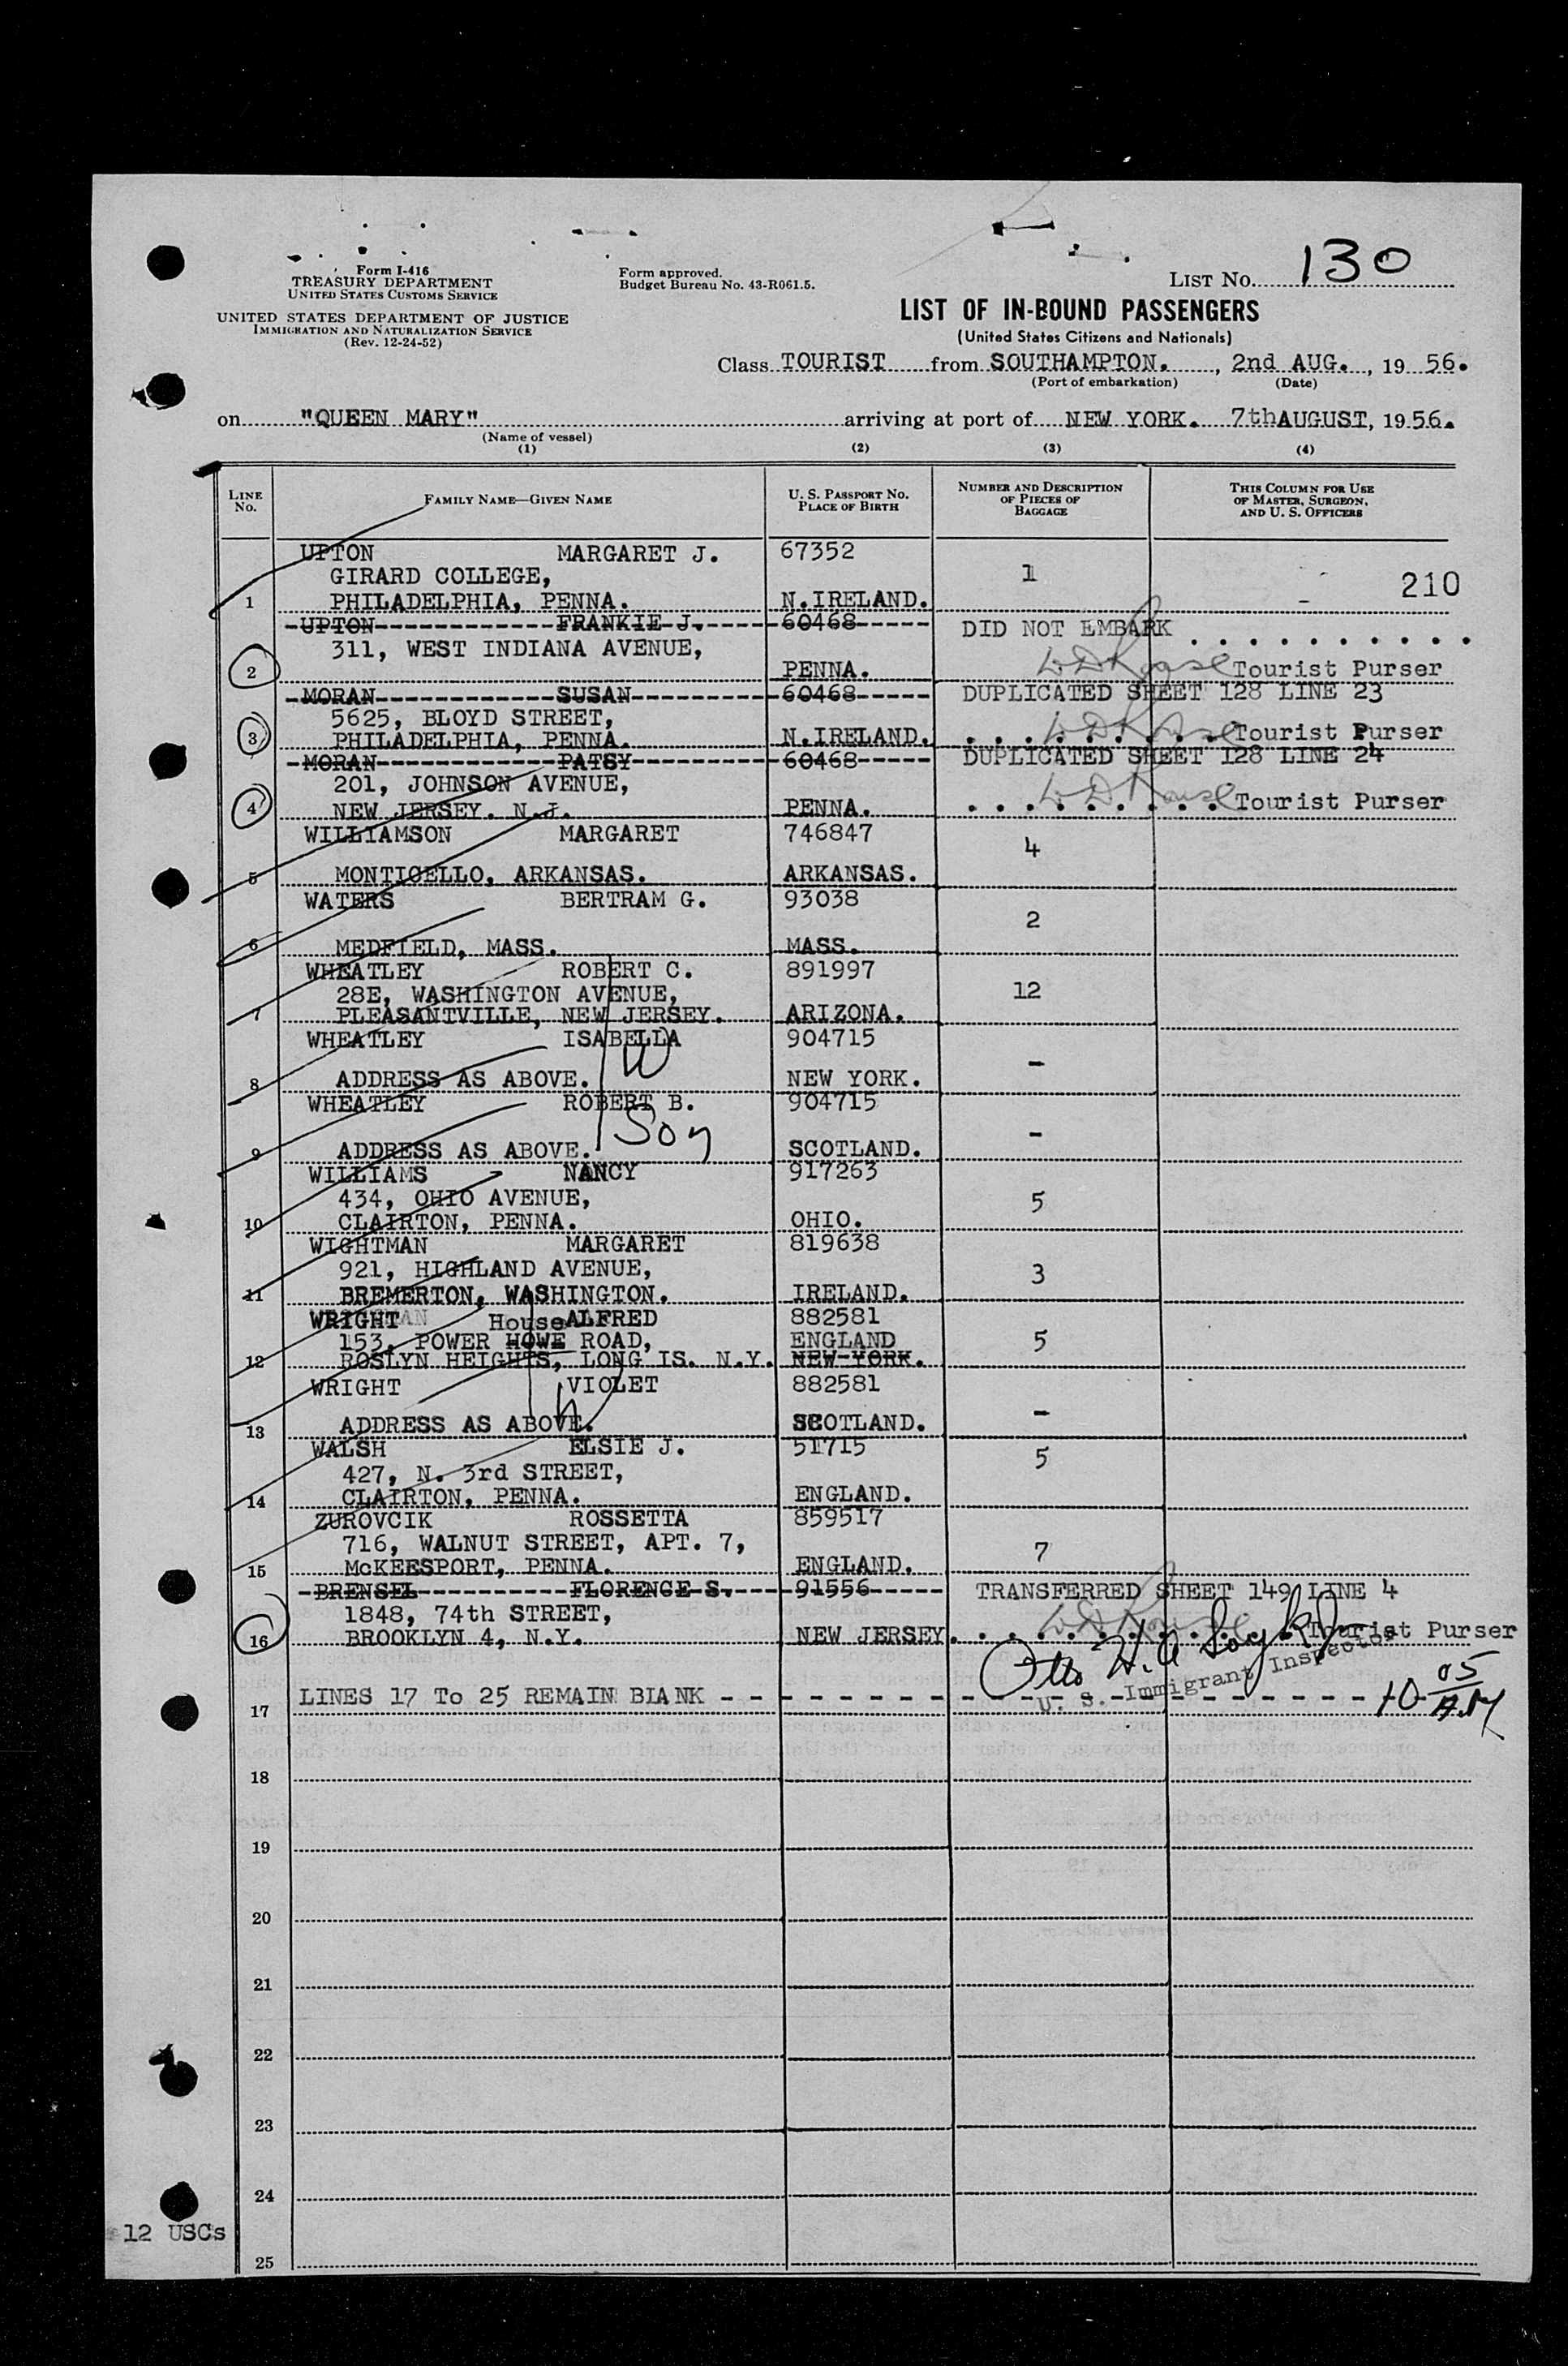 Form I-416
TREASURY DEPARTMENT
UNITED STATES CUSTOMS SERVICE
UNITED STATES DEPARTMENT OF JUSTICE
IMMIGRATION AND NATURALIZATION SERVICE
(Rev. 12-24-52)
Form approved.
Budget Bureau No. 43-R061.5.
LIST No. 130
LIST OF IN-BOUND PASSENGERS
(United States Citizens and Nationals)
Class TOURIST from SOUTHAMPTON. , 2nd AUG. , 19 56.
(Port of embarkation) (Date)
on "QUEEN MARY" arriving at port of NEW YORK. 7th AUGUST, 19 56.
(Name of vessel)
(1) (2) (3) (4)
LINE No. FAMILY NAME—GIVEN NAME U. S. PASSPORT No. PLACE OF BIRTH NUMBER AND DESCRIPTION OF PIECES OF BAGGAGE THIS COLUMN FOR USE OF MASTER, SURGEON, AND U. S. OFFICERS
UPTON MARGARET J. 67352
GIRARD COLLEGE, 1 210
1 PHILADELPHIA, PENNA. N.IRELAND.
UPTON FRANKIE J. 60468 DID NOT EMBARK
311, WEST INDIANA AVENUE,
2 PENNA. Tourist Purser
MORAN SUSAN 60468 DUPLICATED SHEET 128 LINE 23
5625, BLOYD STREET,
3 PHILADELPHIA, PENNA. N.IRELAND. Tourist Purser
MORAN PATSY 60468 DUPLICATED SHEET 128 LINE 24
201, JOHNSON AVENUE,
4 NEW JERSEY. N.J. PENNA. Tourist Purser
WILLIAMSON MARGARET 746847
4
5 MONTICELLO, ARKANSAS. ARKANSAS.
WATERS BERTRAM G. 93038
2
6 MEDFIELD, MASS. MASS.
WHEATLEY ROBERT C. 891997
28E, WASHINGTON AVENUE, 12
7 PLEASANTVILLE, NEW JERSEY. ARIZONA.
WHEATLEY ISABELLA 904715
W -
8 ADDRESS AS ABOVE. NEW YORK.
WHEATLEY ROBERT B. 904715
Son -
9 ADDRESS AS ABOVE. SCOTLAND.
WILLIAMS NANCY 917263
434, OHIO AVENUE, 5
10 CLAIRTON, PENNA. OHIO.
WIGHTMAN MARGARET 819638
921, HIGHLAND AVENUE, 3
11 BREMERTON, WASHINGTON. IRELAND.
WRIGHT House ALFRED 882581
153, POWER HOWE ROAD, ENGLAND 5
12 ROSLYN HEIGHTS, LONG IS. N.Y. NEW YORK.
WRIGHT VIOLET 882581
W -
13 ADDRESS AS ABOVE. SCOTLAND.
WALSH ELSIE J. 51715
427, N. 3rd STREET, 5
14 CLAIRTON, PENNA. ENGLAND.
ZUROVCIK ROSSETTA 859517
716, WALNUT STREET, APT. 7, 7
15 McKEESPORT, PENNA. ENGLAND.
BRENSEL FLORENCE S. 91556 TRANSFERRED SHEET 149 LINE 4
1848, 74th STREET,
16 BROOKLYN 4, N.Y. NEW JERSEY. Tourist Purser
U. S. Immigrant Inspector
17 LINES 17 To 25 REMAIN BLANK 10 05 A.M
18
19
20
21
22
23
24
12 USCs
25